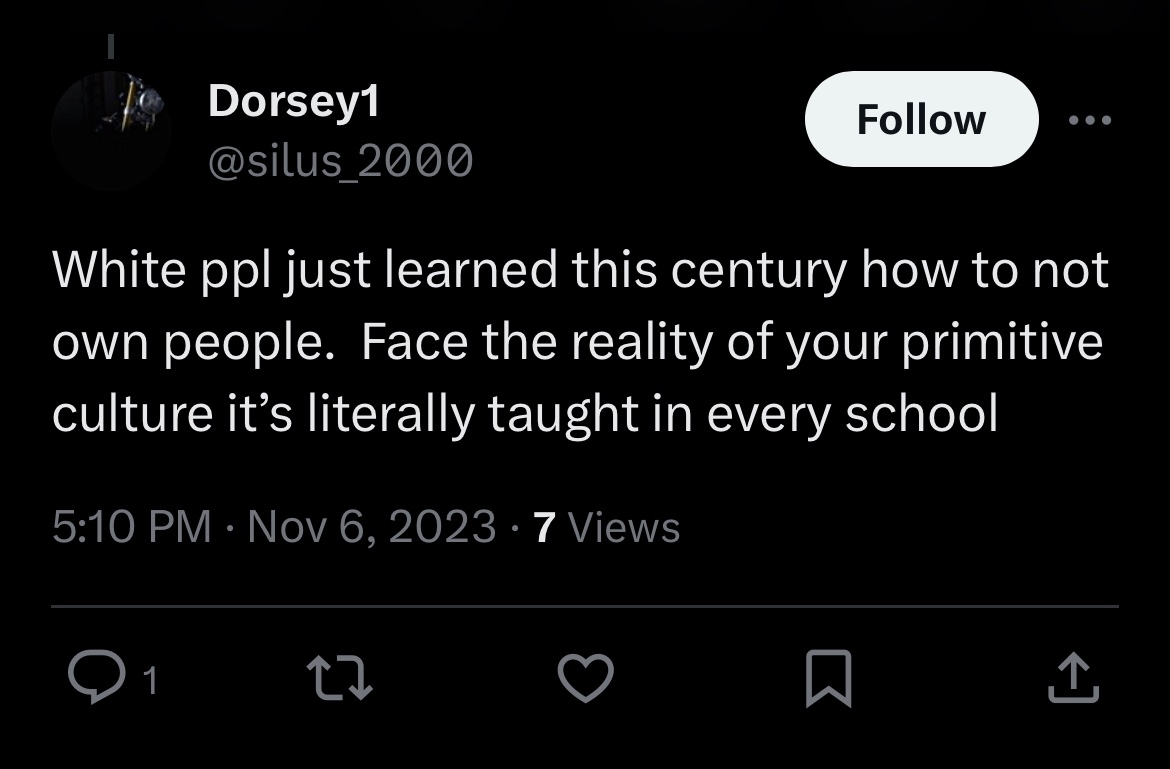 Dorsey1
Follow
@silus_2000
White ppl just learned this century how to not
own people.  Face the reality of your primitive
culture it’s literally taught in every school
5:10 PM · Nov 6, 2023 · 7 Views
1